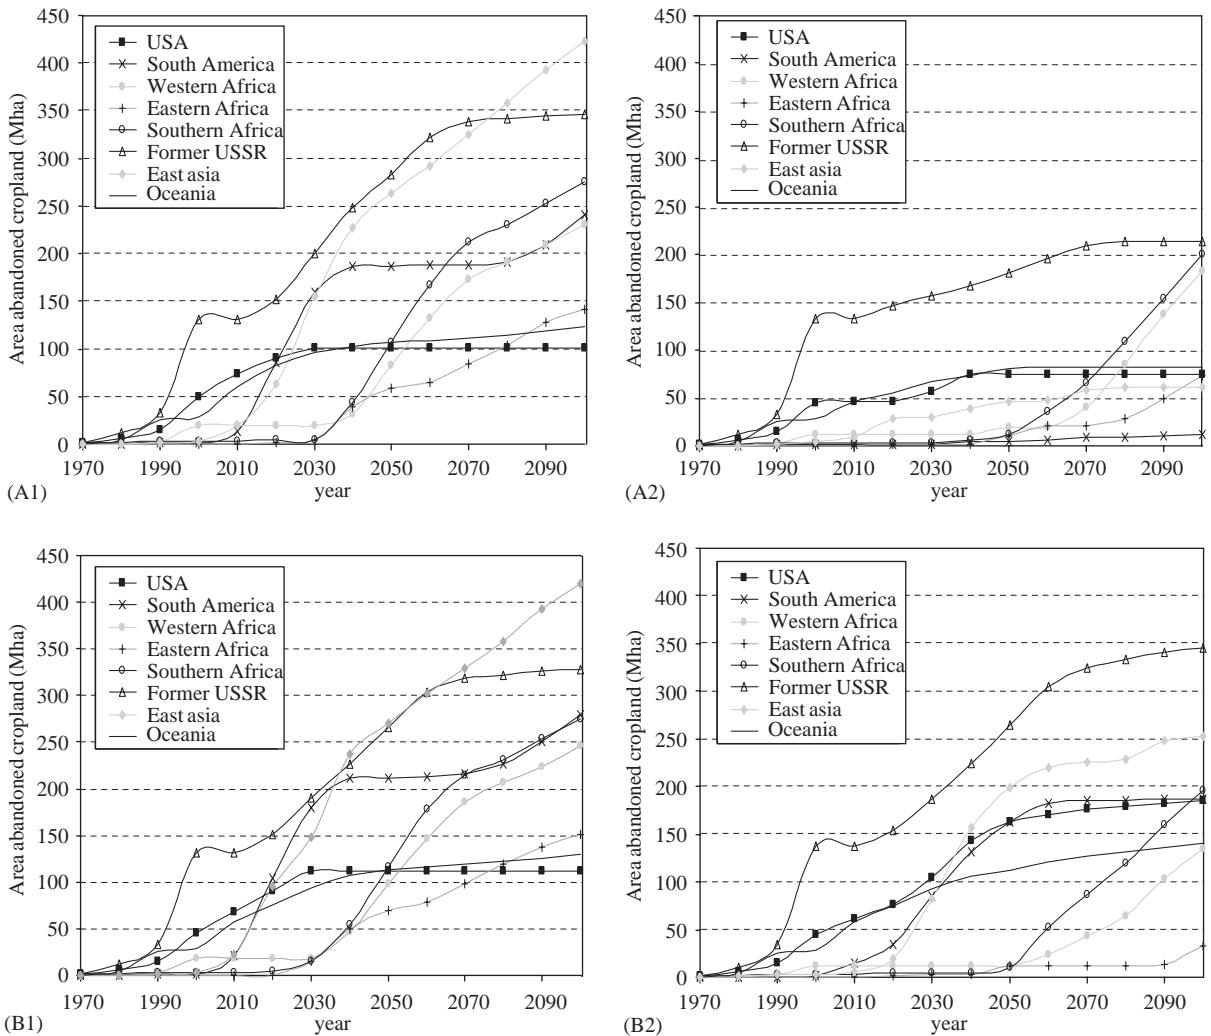 450
400
350
300
250
200
150
100
50
0
Area abandoned cropland (Mha)
USA
South America
Western Africa
Eastern Africa
Southern Africa
Former USSR
East asia
Oceania
1970 1990 2010 2030 2050 2070 2090
year
(A1)
450
400
350
300
250
200
150
100
50
0
Area abandoned cropland (Mha)
USA
South America
Western Africa
Eastern Africa
Southern Africa
Former USSR
East asia
Oceania
1970 1990 2010 2030 2050 2070 2090
year
(A2)
450
400
350
300
250
200
150
100
50
0
Area abandoned cropland (Mha)
USA
South America
Western Africa
Eastern Africa
Southern Africa
Former USSR
East asia
Oceania
1970 1990 2010 2030 2050 2070 2090
year
(B1)
450
400
350
300
250
200
150
100
50
0
Area abandoned cropland (Mha)
USA
South America
Western Africa
Eastern Africa
Southern Africa
Former USSR
East asia
Oceania
1970 1990 2010 2030 2050 2070 2090
year
(B2)